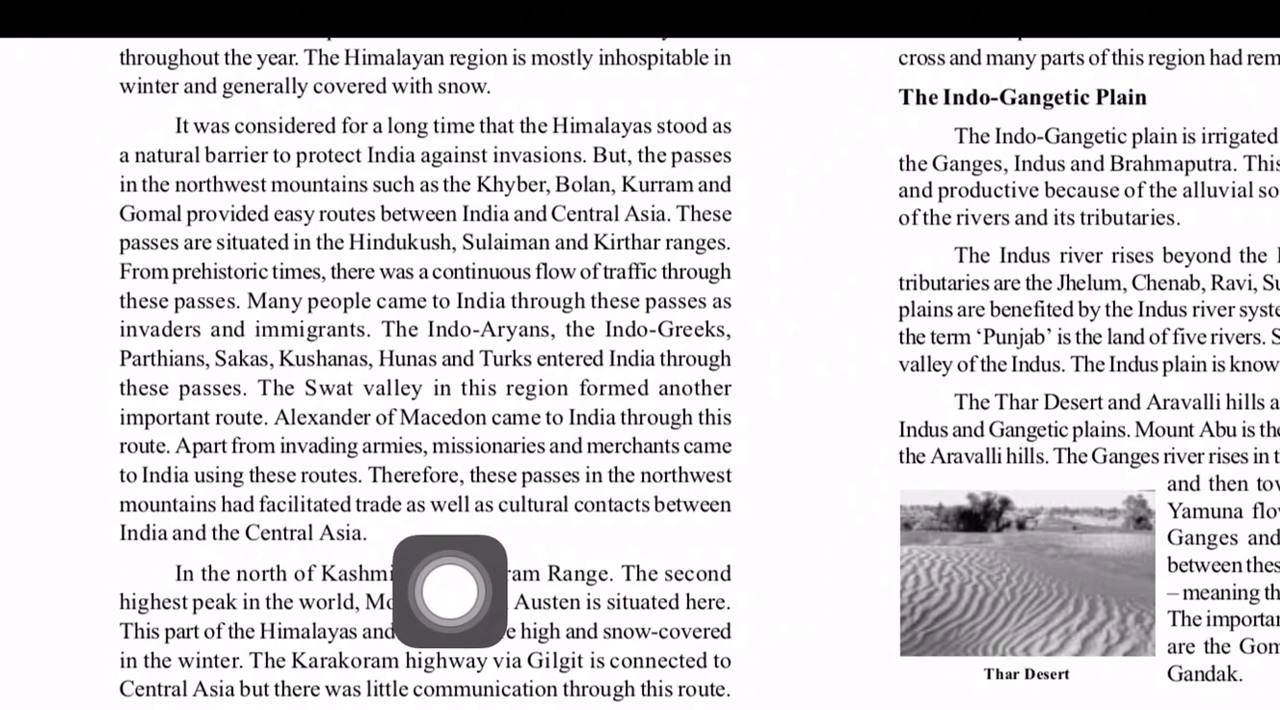 throughout the year. The Himalayan region is mostly inhospitable in
winter and generally covered with snow.
It was considered for a long time that the Himalayas stood as
a natural barrier to protect India against invasions. But, the passes
in the northwest mountains such as the Khyber, Bolan, Kurram and
Gomal provided easy routes between India and Central Asia. These
passes are situated in the Hindukush, Sulaiman and Kirthar ranges.
From prehistoric times, there was a continuous flow of traffic through
these passes. Many people came to India through these passes as
invaders and immigrants. The Indo-Aryans, the Indo-Greeks,
Parthians, Sakas, Kushanas, Hunas and Turks entered India through
these passes. The Swat valley in this region formed another
important route. Alexander of Macedon came to India through this
route. Apart from invading armies, missionaries and merchants came
to India using these routes. Therefore, these passes in the northwest
mountains had facilitated trade as well as cultural contacts between
India and the Central Asia.
In the north of Kashmi am Range. The second
highest peak in the world, Mo Austen is situated here.
This part of the Himalayas and e high and snow-covered
in the winter. The Karakoram highway via Gilgit is connected to
Central Asia but there was little communication through this route.
cross and many parts of this region had rem
The Indo-Gangetic Plain
The Indo-Gangetic plain is irrigated
the Ganges, Indus and Brahmaputra. This
and productive because of the alluvial so
of the rivers and its tributaries.
The Indus river rises beyond the
tributaries are the Jhelum, Chenab, Ravi, Su
plains are benefited by the Indus river syste
the term ‘Punjab’ is the land of five rivers. S
valley of the Indus. The Indus plain is know
The Thar Desert and Aravalli hills a
Indus and Gangetic plains. Mount Abu is the
the Aravalli hills. The Ganges river rises in t
and then tow
Yamuna flo
Ganges and
between thes
– meaning th
The importan
are the Gom
Gandak.
Thar Desert